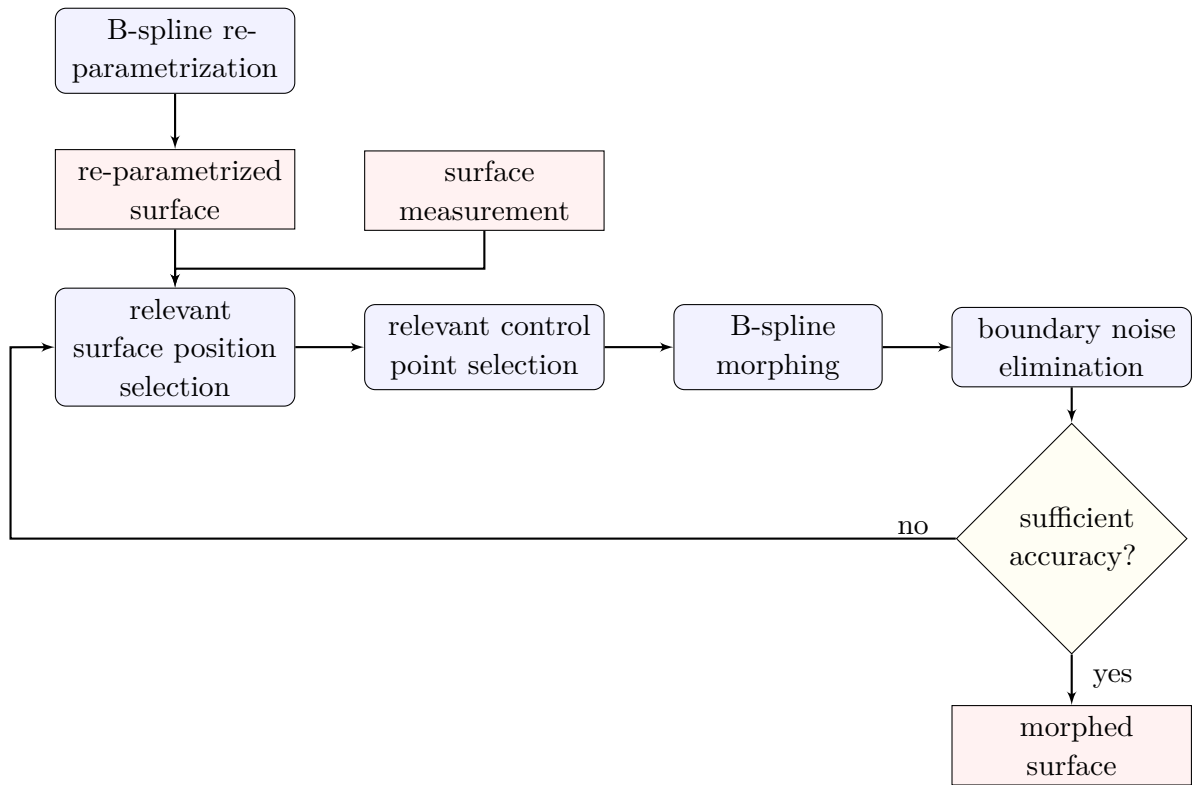 B-spline re-
parametrization
re-parametrized
surface
surface
measurement
relevant
surface position
selection
relevant control
point selection
B-spline
morphing
boundary noise
elimination
no
sufficient
accuracy?
yes
morphed
surface